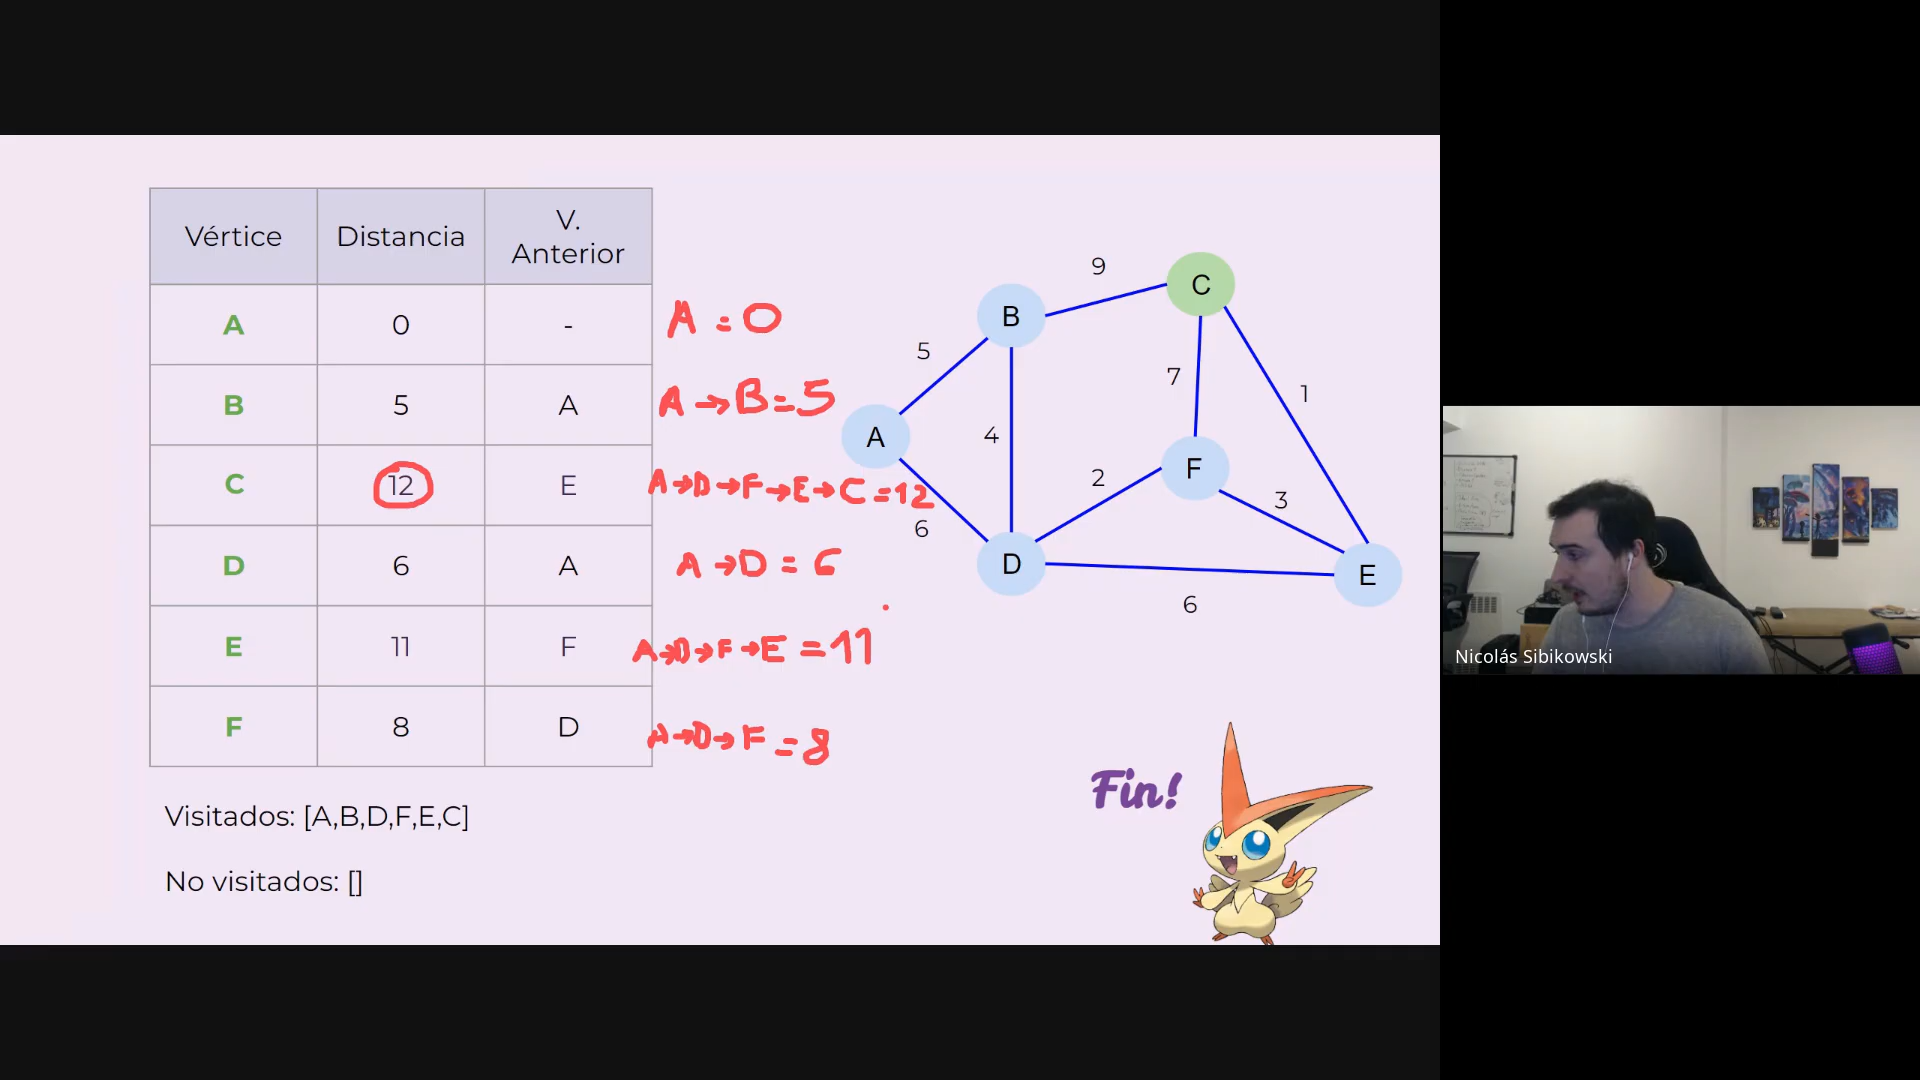 Vértice Distancia V. Anterior
A 0 - A = 0
B 5 A A → B = 5
C 12 E A → D → F → E → C = 12
D 6 A A → D = 6
E 11 F A → D → F → E = 11
F 8 D A → D → F = 8
Visitados: [A,B,D,F,E,C]
No visitados: []
9
C
B
5
7
1
A
4
F
2
3
6
D
E
6
Fin!
Nicolás Sibikowski